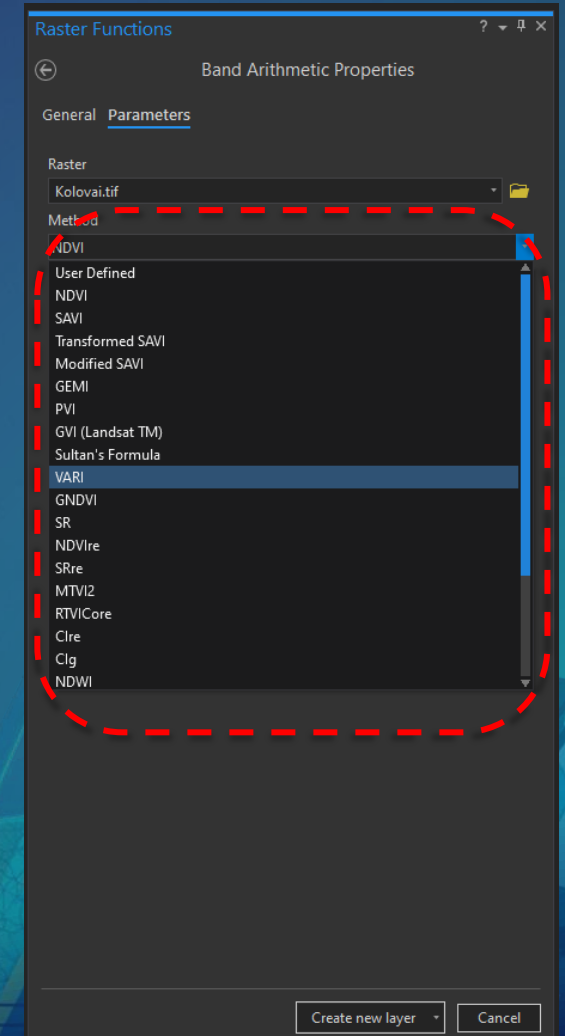 Raster Functions
Band Arithmetic Properties
General Parameters
Raster
Kolovai.tif
Method
NDVI
User Defined
NDVI
SAVI
Transformed SAVI
Modified SAVI
GEMI
PVI
GVI (Landsat TM)
Sultan's Formula
VARI
GNDVI
SR
NDVIre
SRre
MTVI2
RTVICore
CIre
CIg
NDWI
Create new layer
Cancel